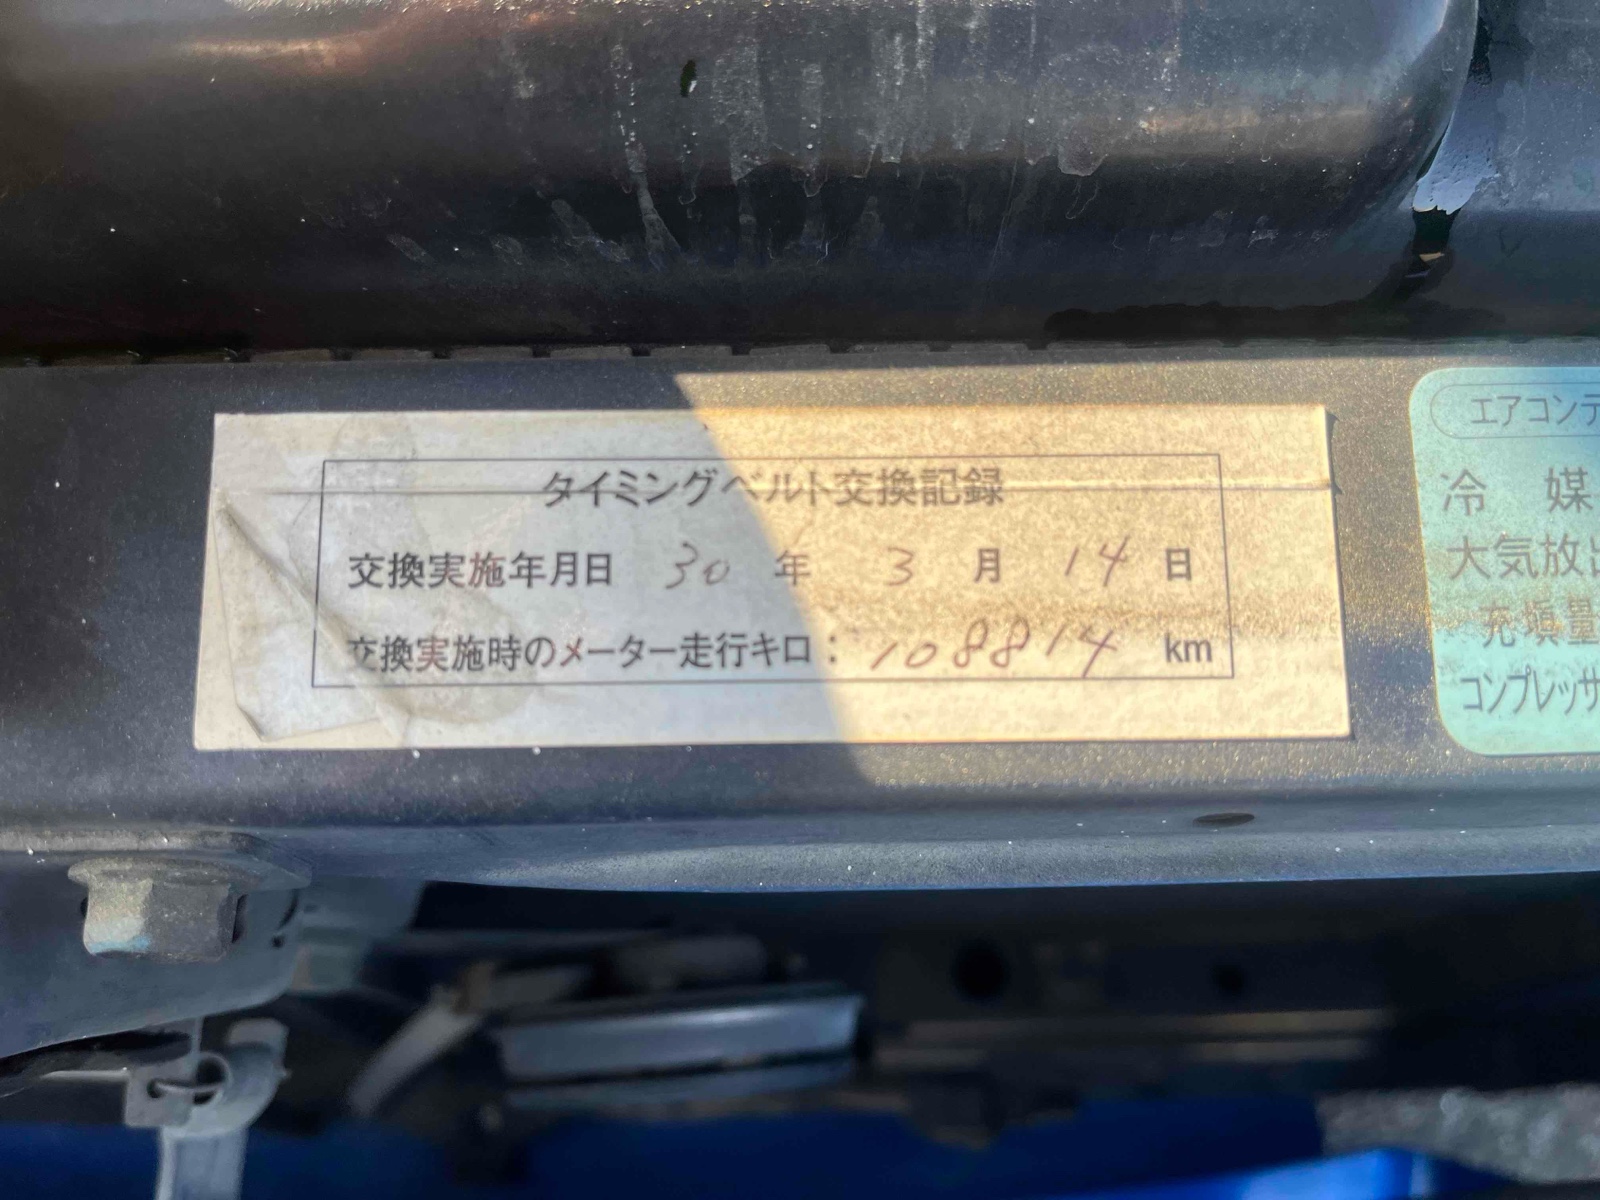 タイミングベルト交換記録
交換実施年月日 30 年 3 月 14 日
交換実施時のメーター走行キロ：108814 km
エアコンデ
冷 媒
大気放出
充填量
コンプレッサ